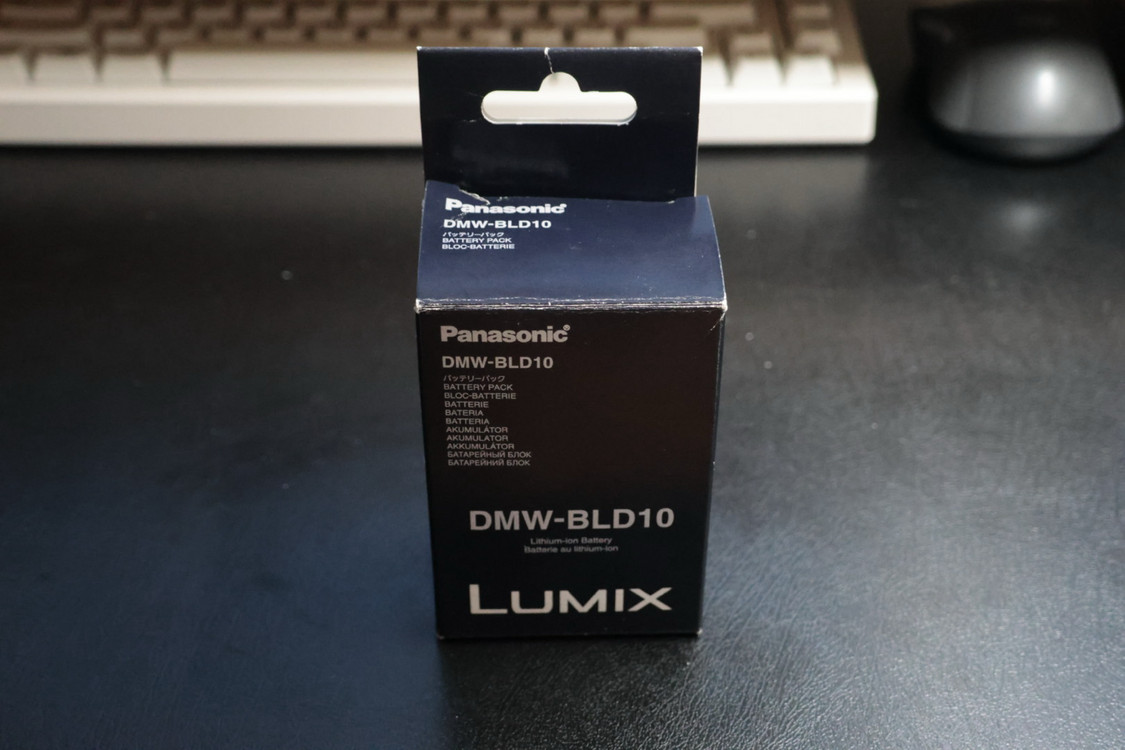 Panasonic
DMW-BLD10
バッテリーパック
BATTERY PACK
BLOC-BATTERIE
Panasonic
DMW-BLD10
バッテリーパック
BATTERY PACK
BLOC-BATTERIE
BATTERIE
BATERIA
BATTERIA
AKUMULÁTOR
AKUMULATOR
AKKUMULÁTOR
БАТАРЕЙНЫЙ БЛОК
БАТАРЕЙНИЙ БЛОК
DMW-BLD10
Lithium-ion Battery
Batterie au lithium-ion
LUMIX